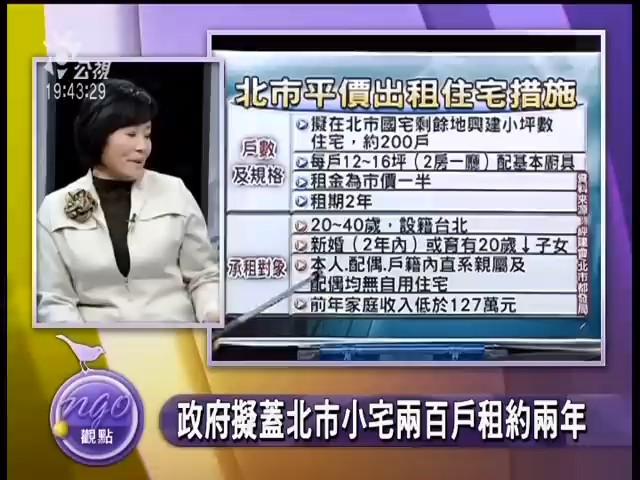 公視
19:43:29
北市平價出租住宅措施
戶數
及規格
擬在北市國宅剩餘地興建小坪數
住宅，約200戶
每戶12~16坪（2房一廳）配基本廚具
租金為市價一半
租期2年
承租對象
20~40歲，設籍台北
新婚（2年內）或育有20歲↓子女
本人.配偶.戶籍內直系親屬及
配偶均無自用住宅
前年家庭收入低於127萬元
ngo
觀點
政府擬蓋北市小宅兩百戶租約兩年